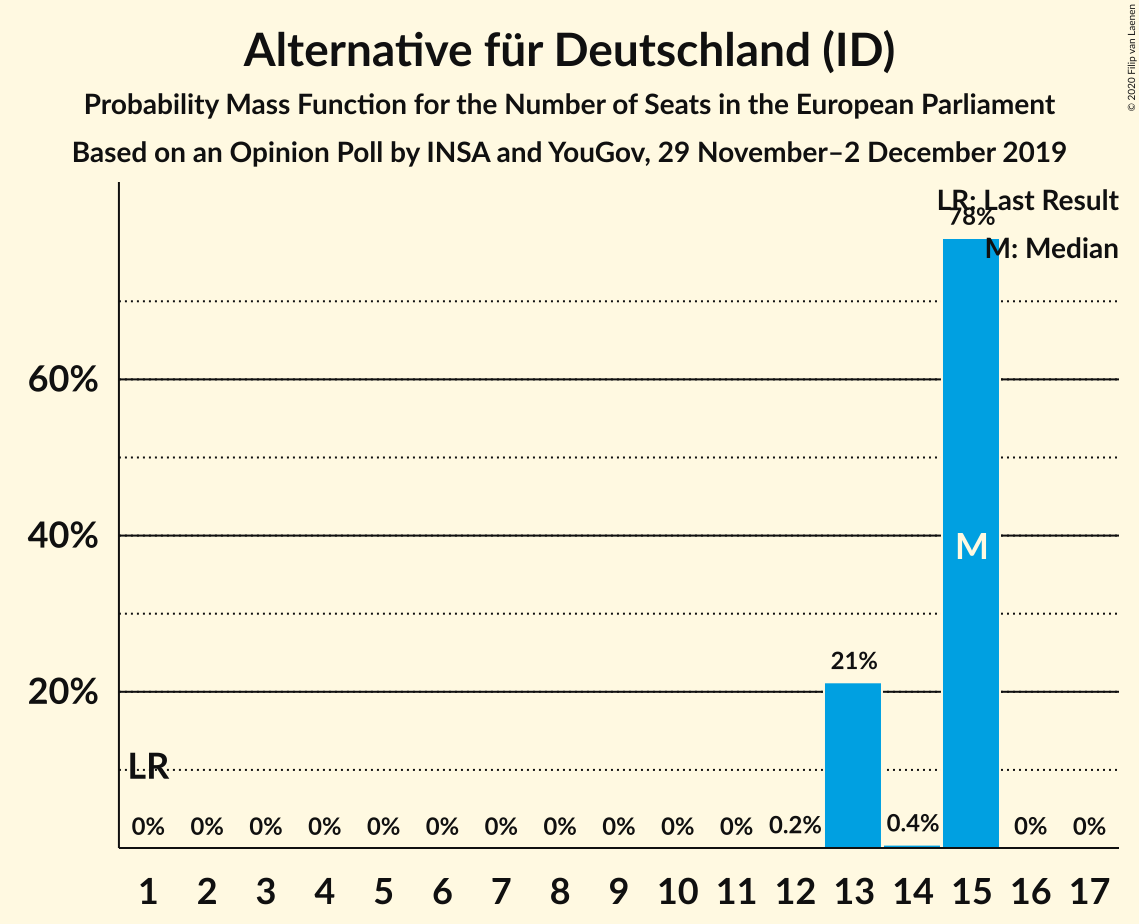 Alternative für Deutschland (ID)
Probability Mass Function for the Number of Seats in the European Parliament
Based on an Opinion Poll by INSA and YouGov, 29 November–2 December 2019
© 2020 Filip van Laenen
LR: Last Result
M: Median
78%
60%
40%
20%
M
21%
LR
0% 0% 0% 0% 0% 0% 0% 0% 0% 0% 0% 0.2% 0.4% 0% 0%
1 2 3 4 5 6 7 8 9 10 11 12 13 14 15 16 17